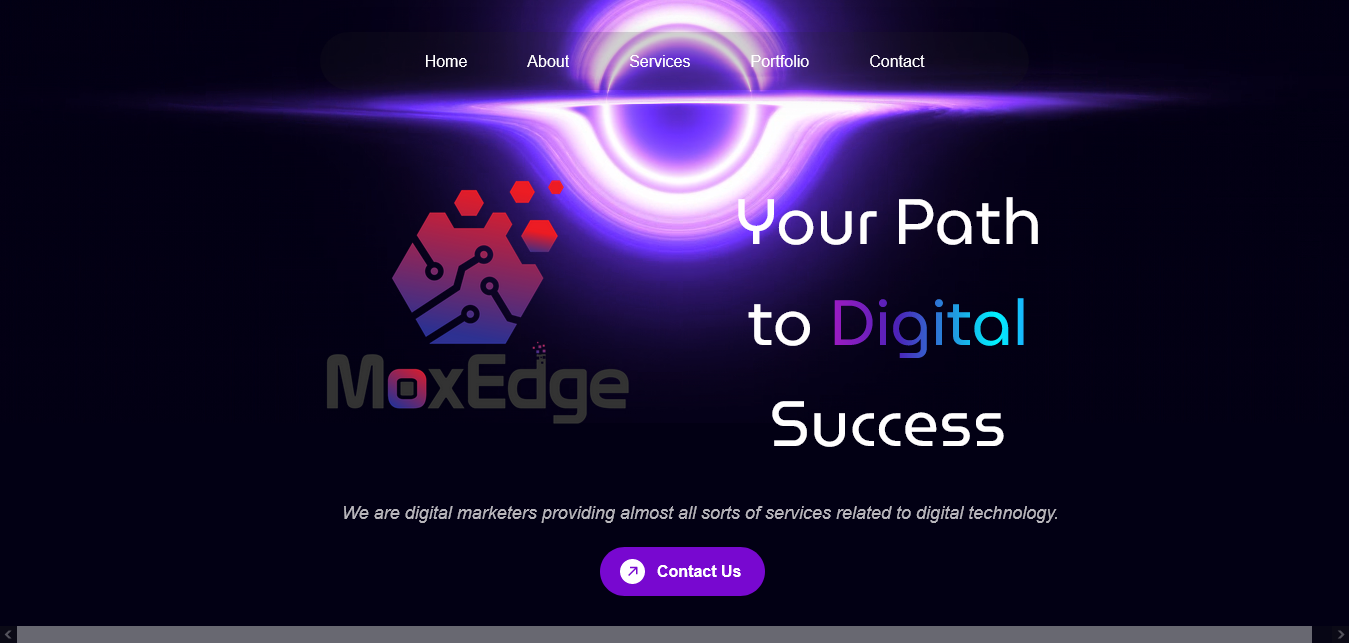 Home About Services Portfolio Contact
MoxEdge
Your Path
to Digital
Success
We are digital marketers providing almost all sorts of services related to digital technology.
Contact Us